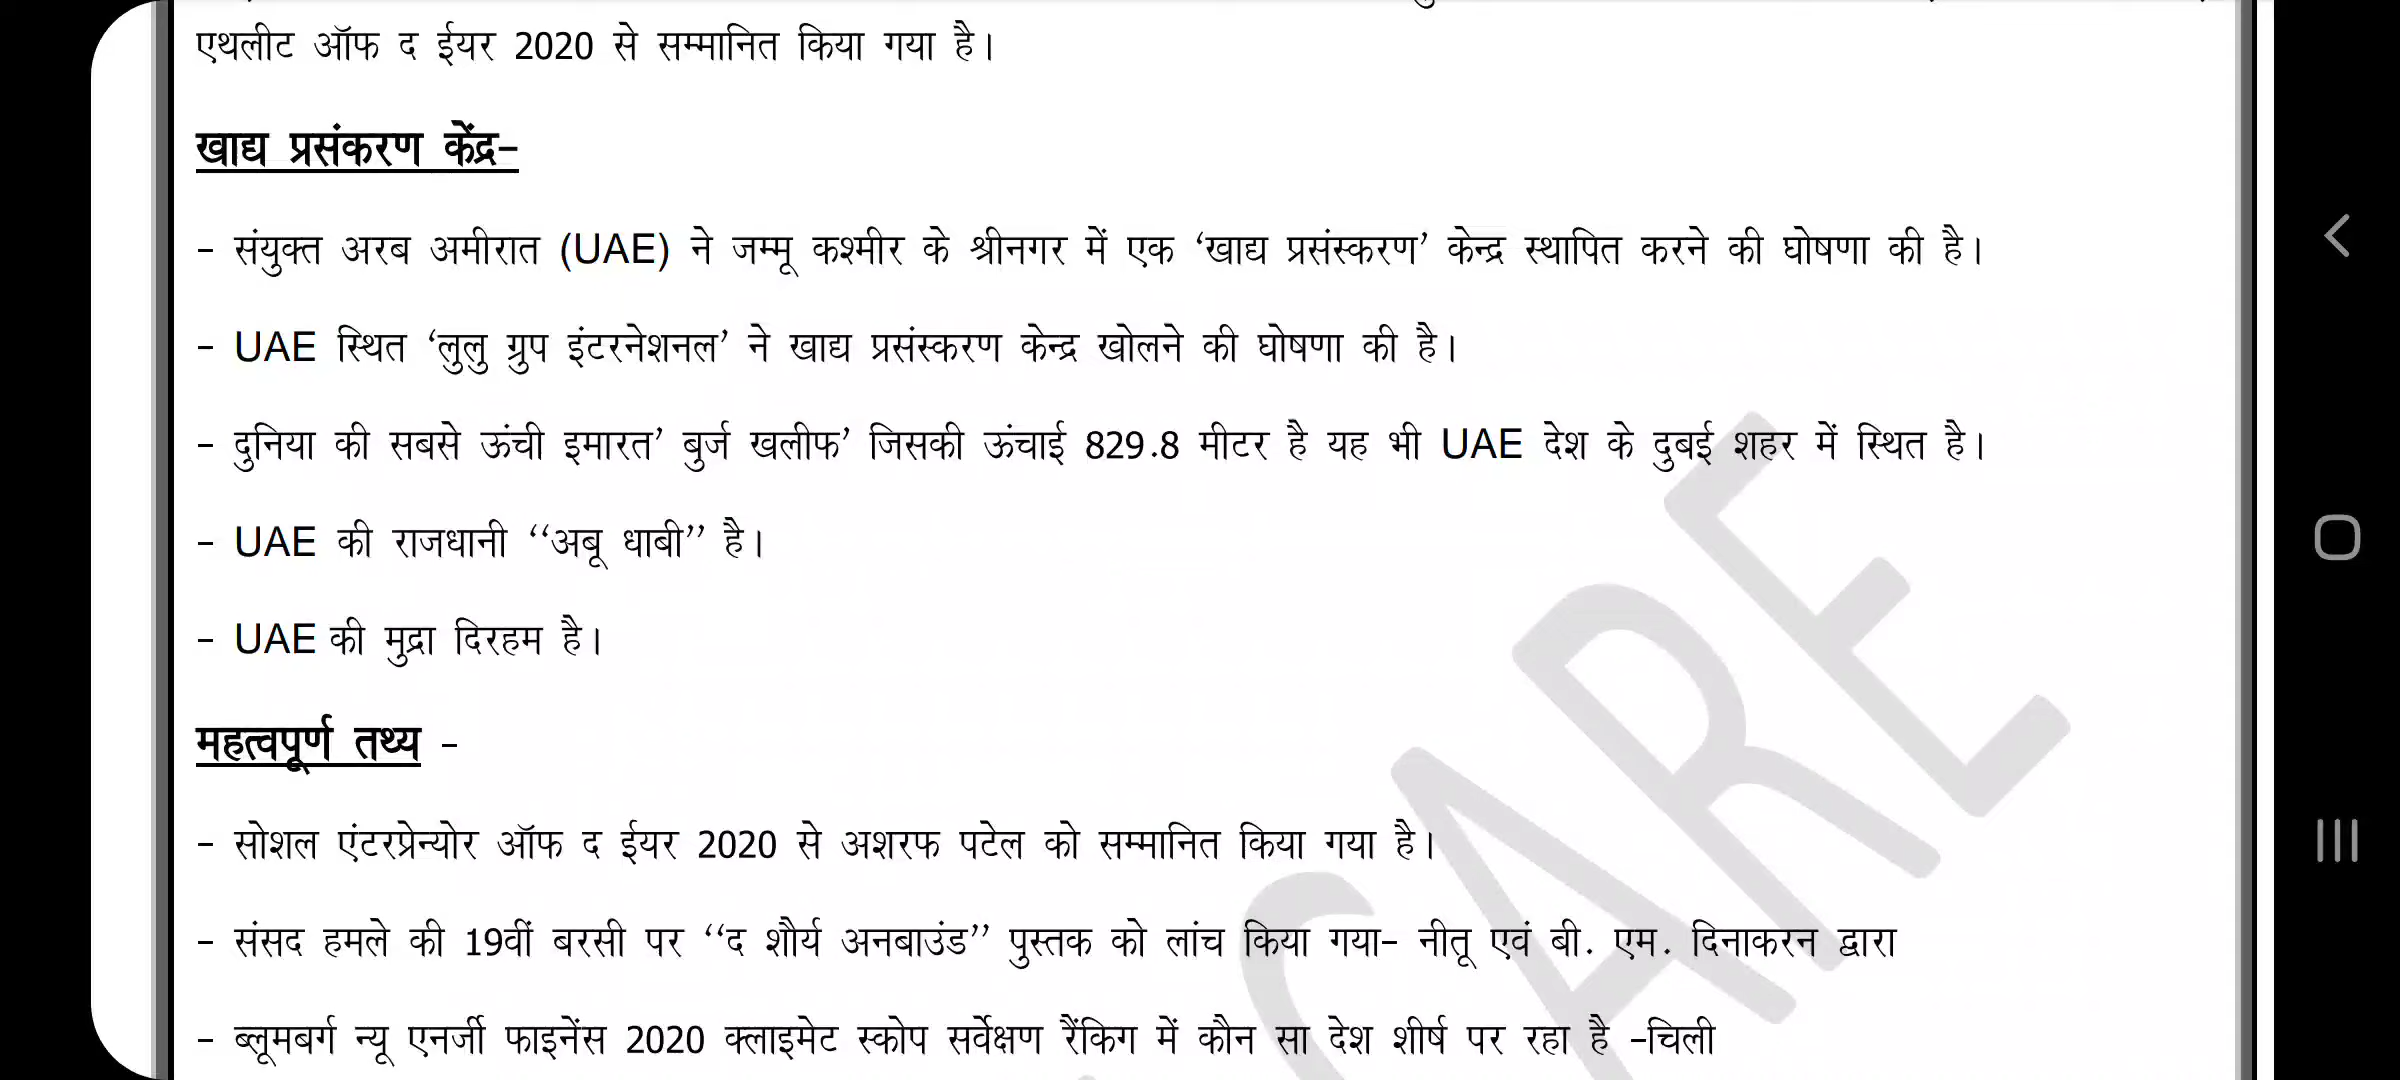 एथलीट ऑफ द ईयर 2020 से सम्मानित किया गया है।
खाद्य प्रसंकरण केंद्र-
- संयुक्त अरब अमीरात (UAE) ने जम्मू कश्मीर के श्रीनगर में एक ‘खाद्य प्रसंस्करण’ केन्द्र स्थापित करने की घोषणा की है।
- UAE स्थित ‘लुलु ग्रुप इंटरनेशनल’ ने खाद्य प्रसंस्करण केन्द्र खोलने की घोषणा की है।
- दुनिया की सबसे ऊंची इमारत’ बुर्ज खलीफ’ जिसकी ऊंचाई 829.8 मीटर है यह भी UAE देश के दुबई शहर में स्थित है।
- UAE की राजधानी ‘‘अबू धाबी’’ है।
- UAE की मुद्रा दिरहम है।
महत्वपूर्ण तथ्य -
- सोशल एंटरप्रेन्योर ऑफ द ईयर 2020 से अशरफ पटेल को सम्मानित किया गया है।
- संसद हमले की 19वीं बरसी पर ‘‘द शौर्य अनबाउंड’’ पुस्तक को लांच किया गया- नीतू एवं बी. एम. दिनाकरन द्वारा
- ब्लूमबर्ग न्यू एनर्जी फाइनेंस 2020 क्लाइमेट स्कोप सर्वेक्षण रैंकिग में कौन सा देश शीर्ष पर रहा है -चिली
CARE